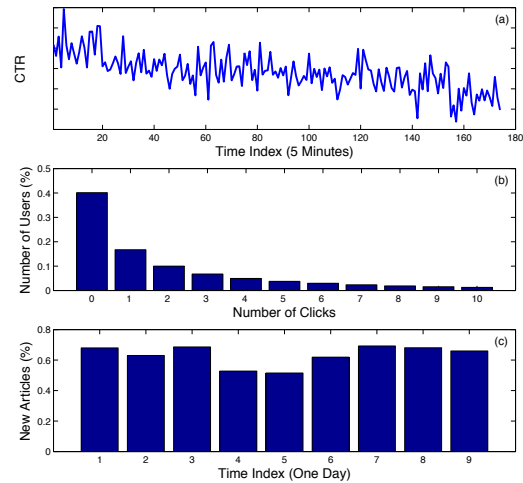 (a)
CTR
20 40 60 80 100 120 140 160 180
Time Index (5 Minutes)
(b)
Number of Users (%)
0.5
0.4
0.3
0.2
0.1
0
0 1 2 3 4 5 6 7 8 9 10
Number of Clicks
(c)
New Articles (%)
0.8
0.6
0.4
0.2
0
1 2 3 4 5 6 7 8 9
Time Index (One Day)